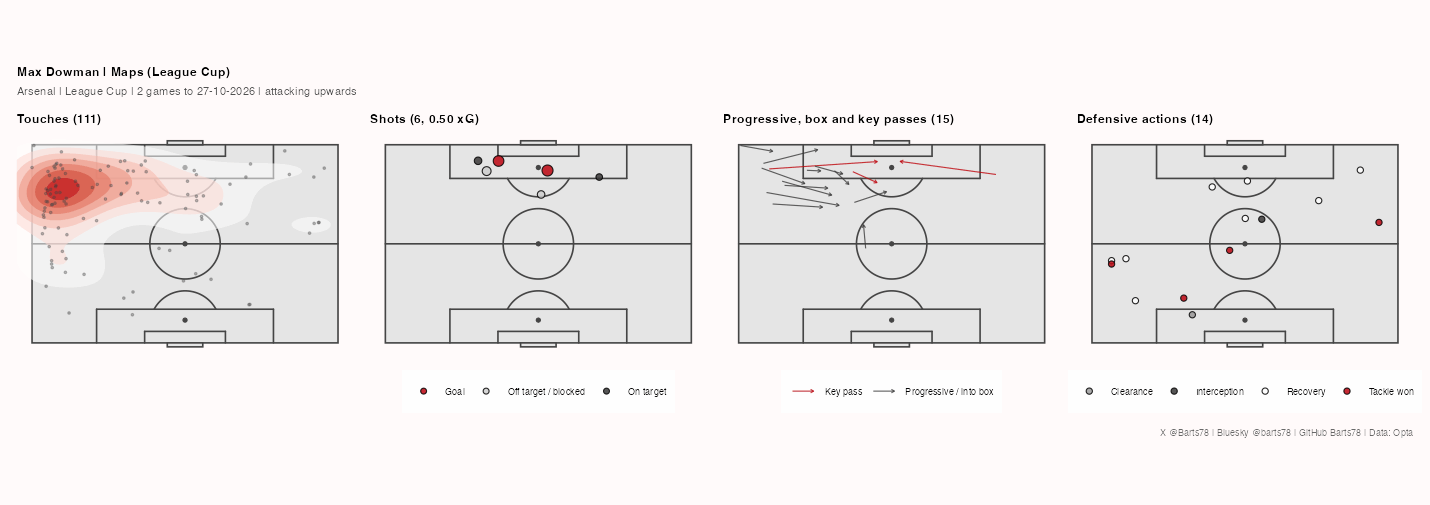 Max Dowman | Maps (League Cup)
Arsenal | League Cup | 2 games to 27-10-2026 | attacking upwards
Touches (111)
Shots (6, 0.50 xG)
Progressive, box and key passes (15)
Defensive actions (14)
Goal Off target / blocked On target
Key pass Progressive / into box
Clearance Interception Recovery Tackle won
X @Barts78 | Bluesky @barts78 | GitHub Barts78 | Data: Opta